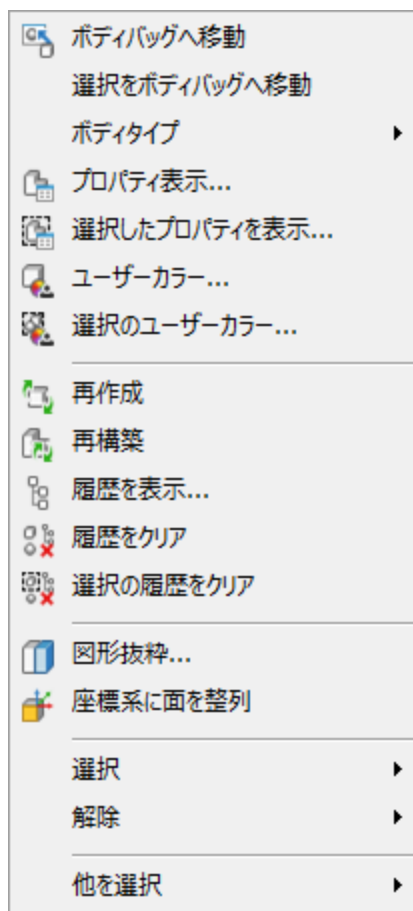 ボディバッグへ移動
選択をボディバッグへ移動
ボディタイプ
プロパティ表示...
選択したプロパティを表示...
ユーザーカラー...
選択のユーザーカラー...
再作成
再構築
履歴を表示...
履歴をクリア
選択の履歴をクリア
図形抜粋...
座標系に面を整列
選択
解除
他を選択